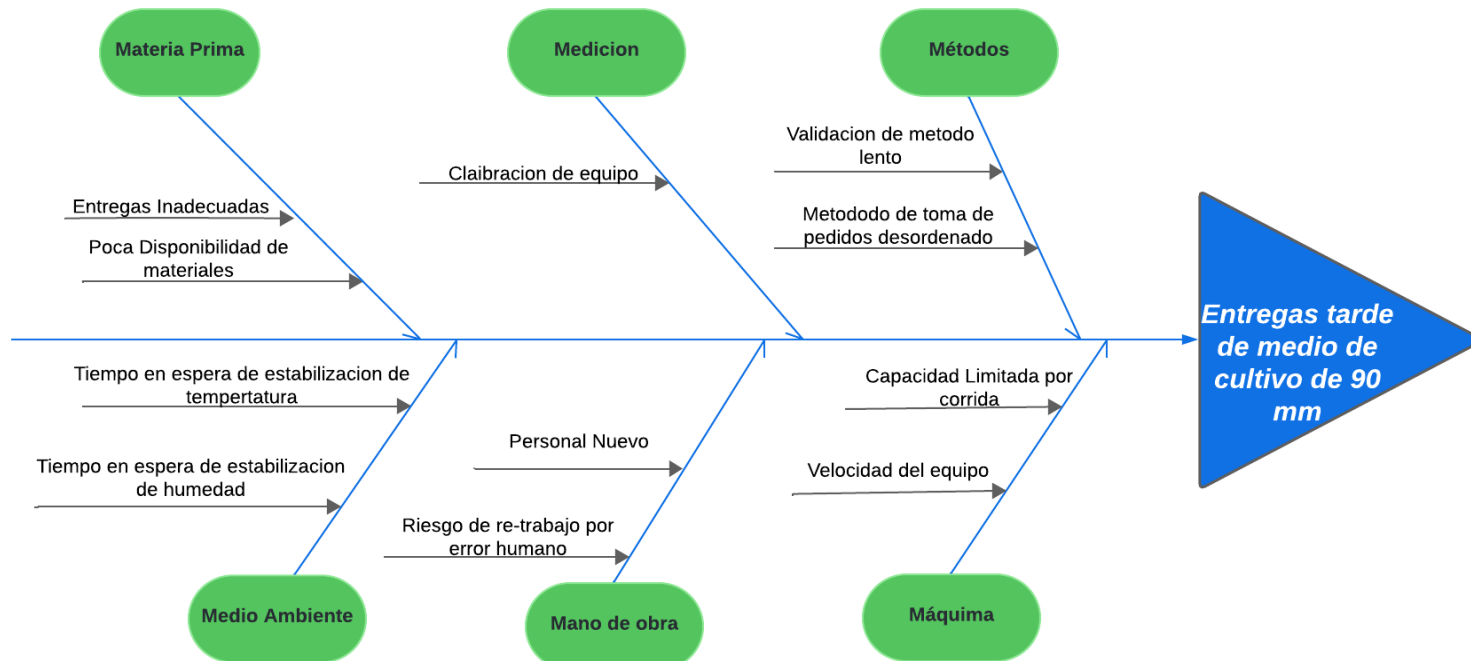 Materia Prima
Medicion
Métodos
Validacion de metodo
lento
Claibracion de equipo
Entregas Inadecuadas
Metododo de toma de
pedidos desordenado
Poca Disponibilidad de
materiales
Entregas tarde
de medio de
cultivo de 90
mm
Tiempo en espera de estabilizacion de
tempertatura
Capacidad Limitada por
corrida
Personal Nuevo
Tiempo en espera de estabilizacion
de humedad
Velocidad del equipo
Riesgo de re-trabajo por
error humano
Medio Ambiente
Mano de obra
Máquima